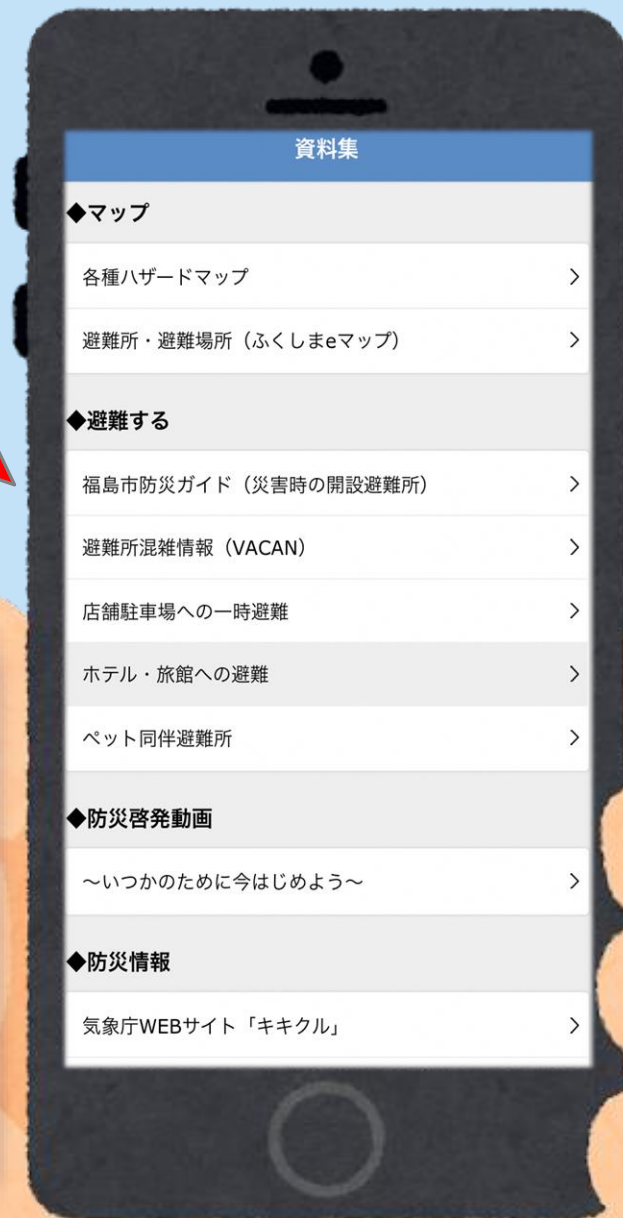 資料集
◆マップ
各種ハザードマップ
避難所・避難場所（ふくしまeマップ）
◆避難する
福島市防災ガイド（災害時の開設避難所）
避難所混雑情報（VACAN）
店舗駐車場への一時避難
ホテル・旅館への避難
ペット同伴避難所
◆防災啓発動画
～いつかのために今はじめよう～
◆防災情報
気象庁WEBサイト「キキクル」